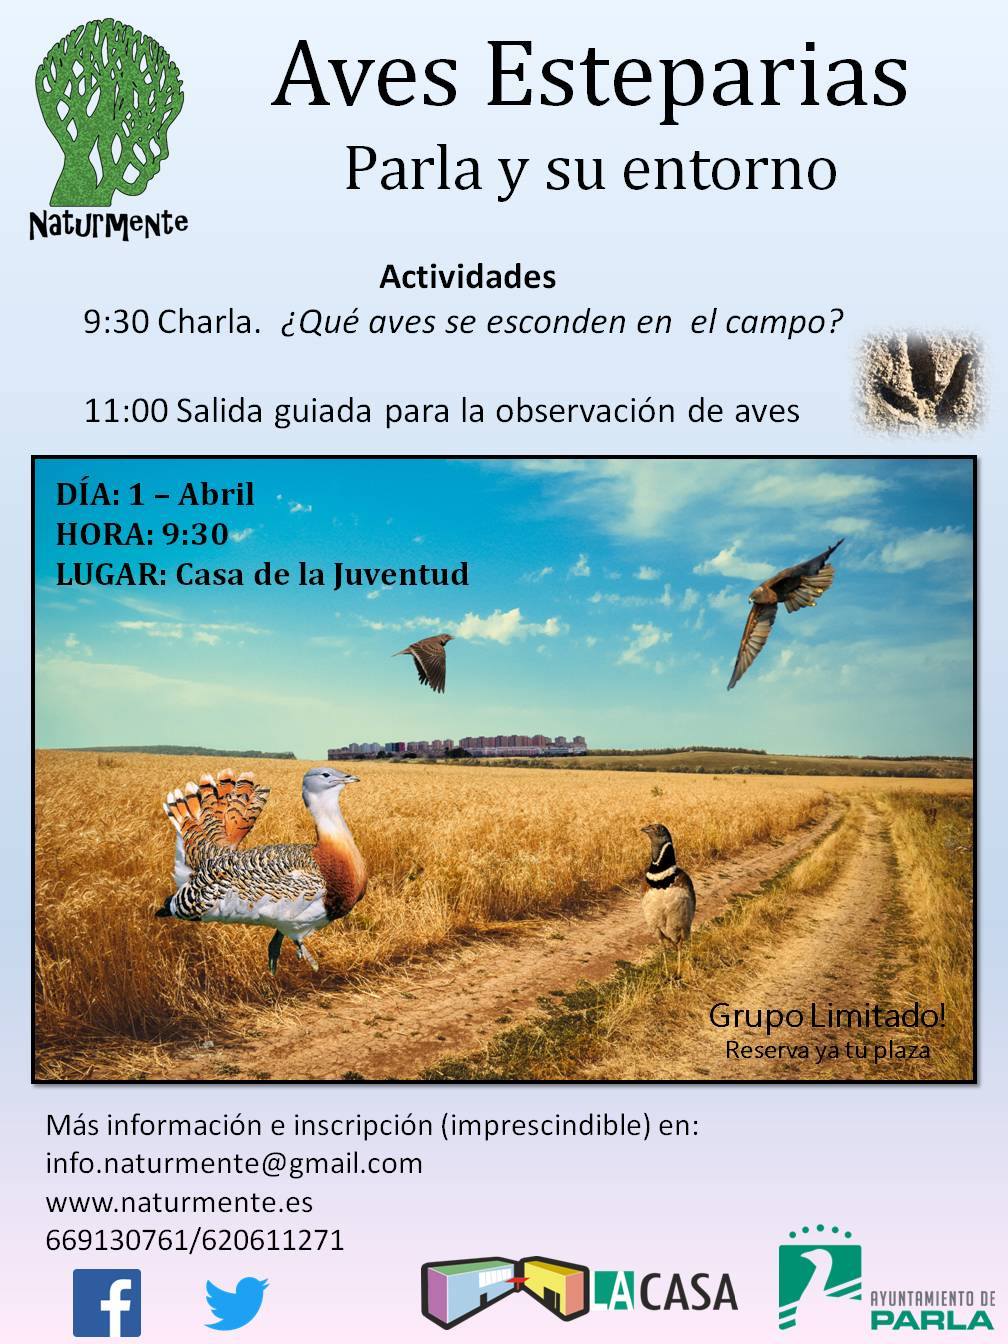 NaturMente
Aves Esteparias
Parla y su entorno
Actividades
9:30 Charla. ¿Qué aves se esconden en el campo?
11:00 Salida guiada para la observación de aves
DÍA: 1 – Abril
HORA: 9:30
LUGAR: Casa de la Juventud
Grupo Limitado!
Reserva ya tu plaza
Más información e inscripción (imprescindible) en:
info.naturmente@gmail.com
www.naturmente.es
669130761/620611271
LA CASA
AYUNTAMIENTO DE
PARLA